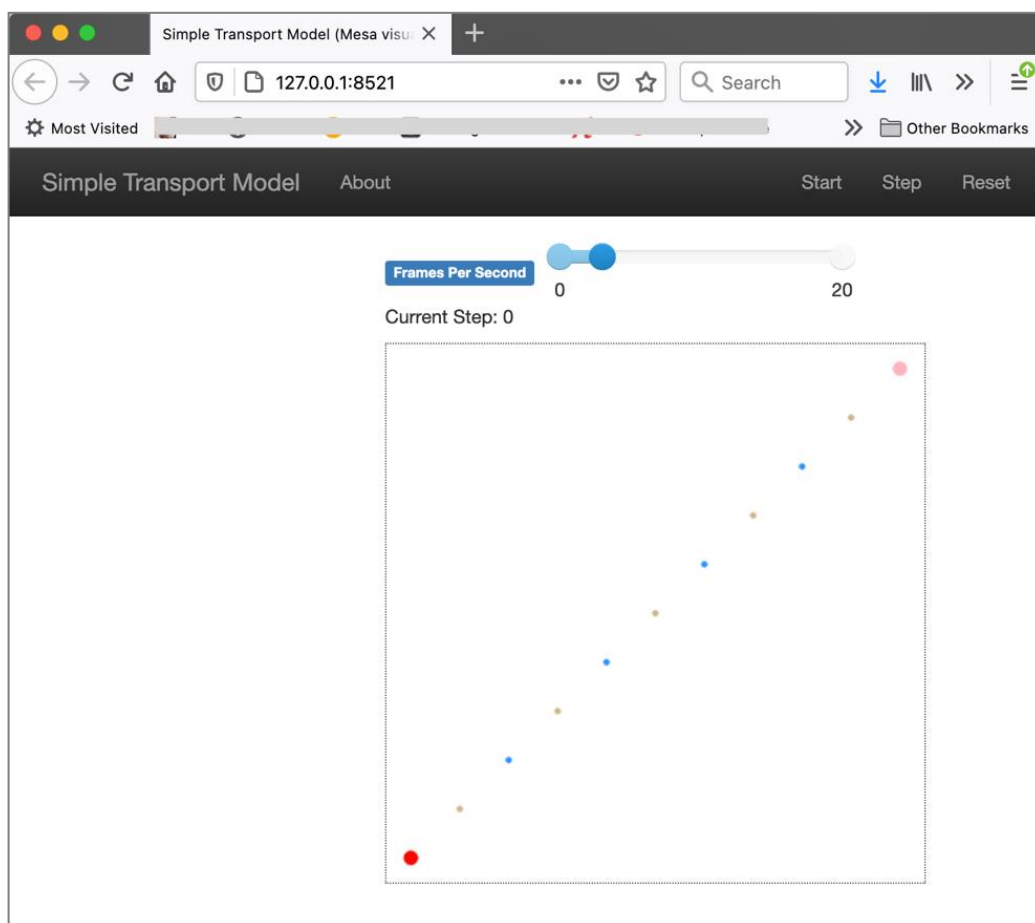 Simple Transport Model (Mesa visu
127.0.0.1:8521
Search
Most Visited
Other Bookmarks
Simple Transport Model About Start Step Reset
Frames Per Second
0 20
Current Step: 0